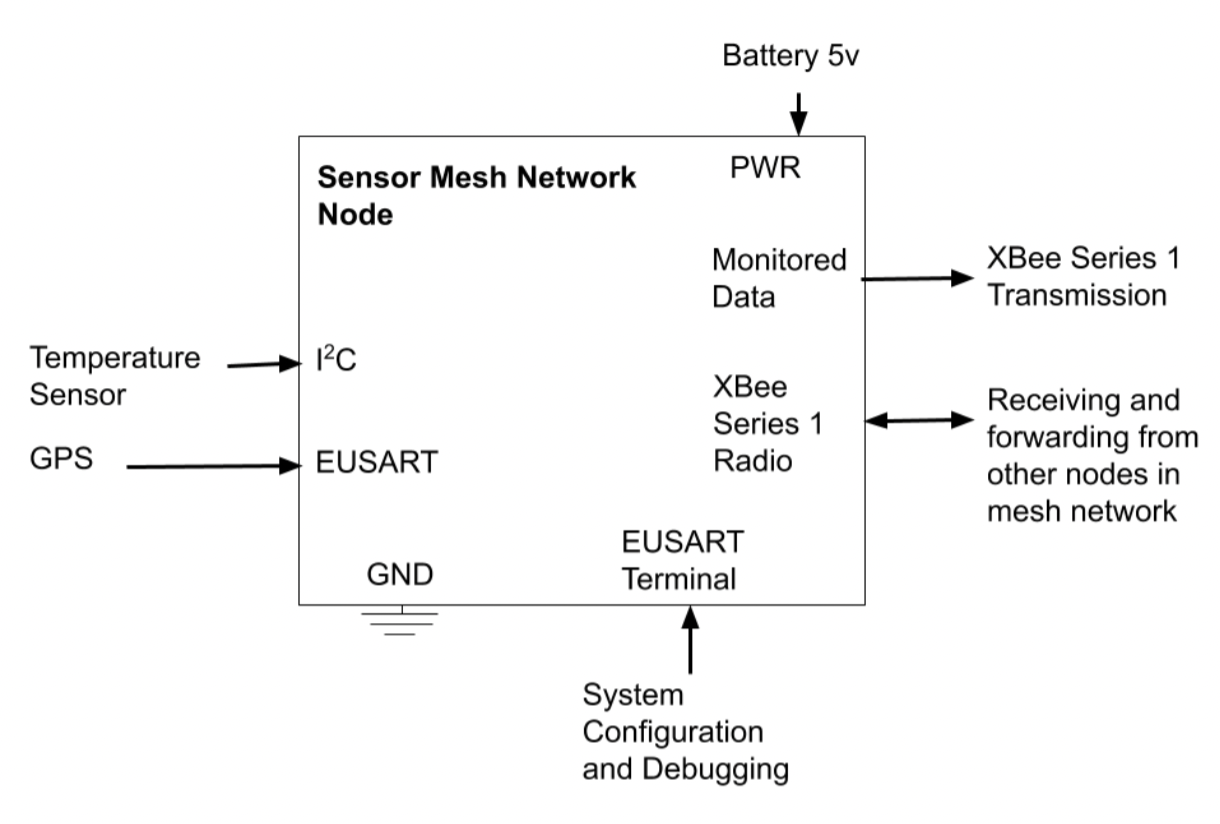 Battery 5v
PWR
Sensor Mesh Network
Node
Monitored
Data
XBee Series 1
Transmission
Temperature
Sensor
I²C
XBee
Series 1
Radio
Receiving and
forwarding from
other nodes in
mesh network
GPS
EUSART
GND
EUSART
Terminal
System
Configuration
and Debugging